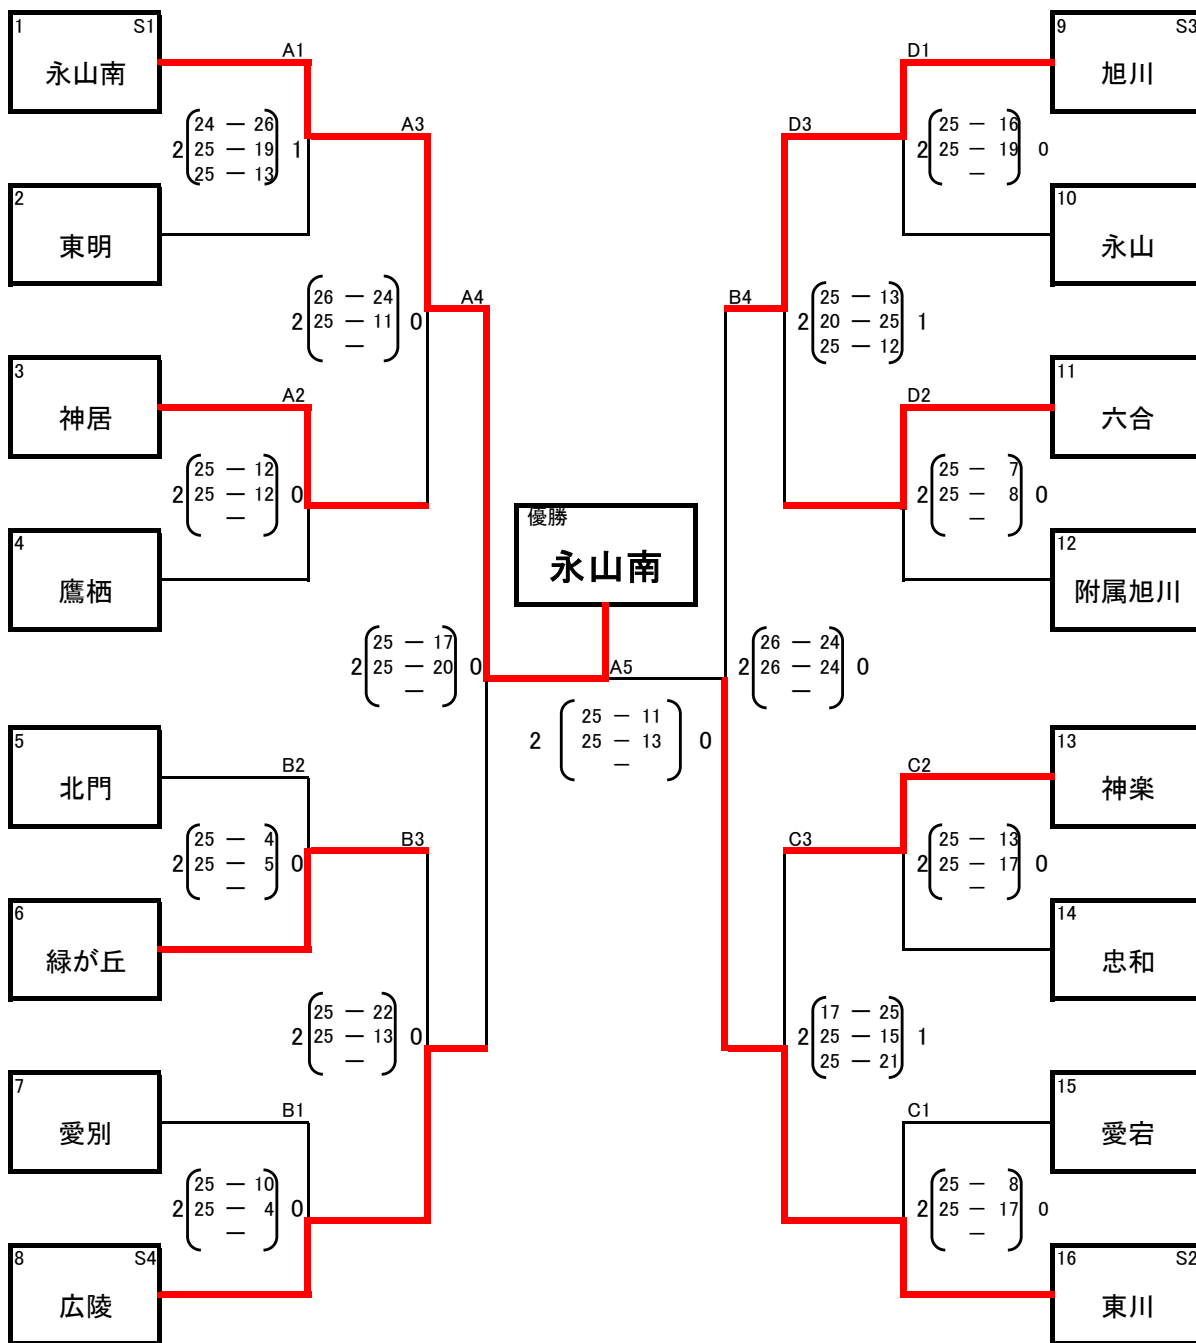 1 S1
永山南
A1
24 － 26
2 25 － 19 1
25 － 13
A3
2
東明
26 － 24
2 25 － 11 0
－
A4
3
神居
A2
25 － 12
2 25 － 12 0
－
4
鷹栖
25 － 17
2 25 － 20 0
－
5
北門
B2
25 － 4
2 25 － 5 0
－
B3
6
緑が丘
25 － 22
2 25 － 13 0
－
7
愛別
B1
25 － 10
2 25 － 4 0
－
8 S4
広陵
優勝
永山南
A5
25 － 11
2 25 － 13 0
－
9 S3
旭川
D1
25 － 16
2 25 － 19 0
－
D3
10
永山
B4
25 － 13
2 20 － 25 1
25 － 12
11
六合
D2
25 － 7
2 25 － 8 0
－
12
附属旭川
26 － 24
2 26 － 24 0
－
13
神楽
C2
25 － 13
2 25 － 17 0
－
C3
14
忠和
17 － 25
2 25 － 15 1
25 － 21
15
愛宕
C1
25 － 8
2 25 － 17 0
－
16 S2
東川